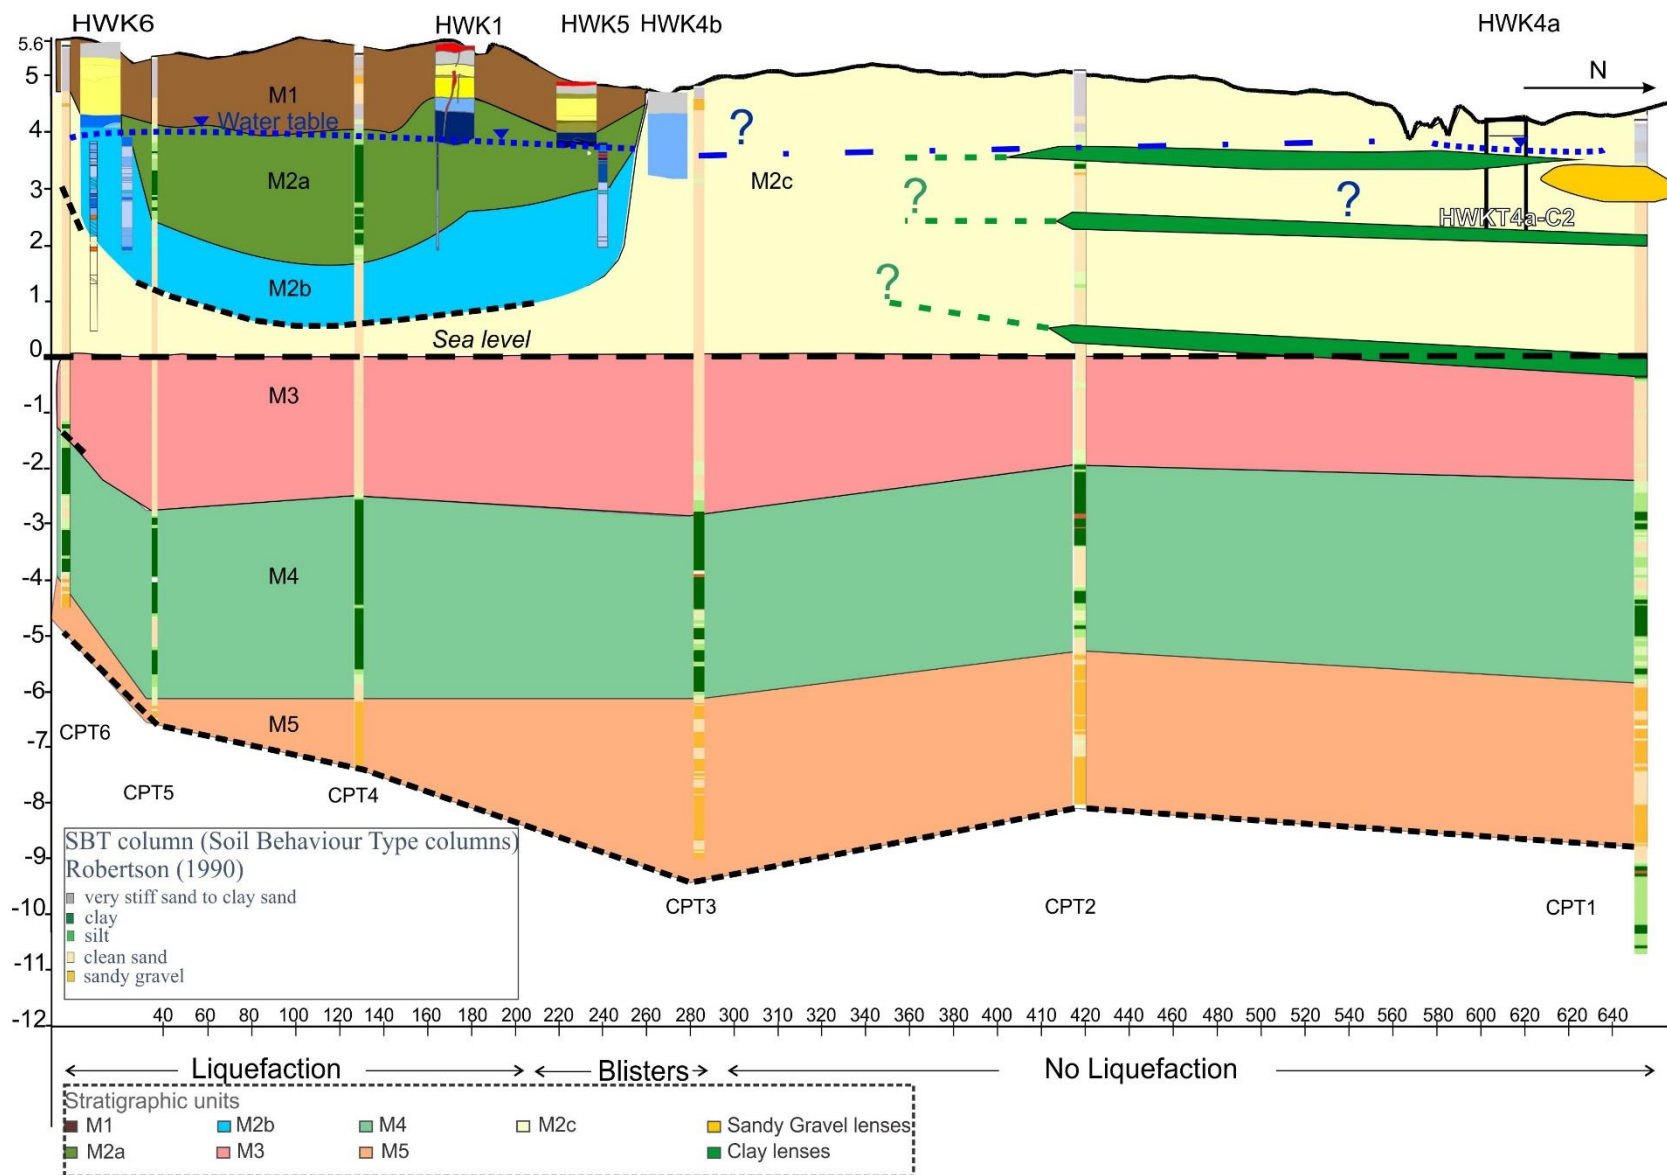 HWK6
HWK1
HWK5
HWK4b
HWK4a
N
5.6
5
4
3
2
1
0
-1
-2
-3
-4
-5
-6
-7
-8
-9
-10
-11
-12
M1
Water table
?
M2a
M2c
?
?
HWKT4a-C2
?
M2b
Sea level
M3
M4
M5
CPT6
CPT5
CPT4
CPT3
CPT2
CPT1
SBT column (Soil Behaviour Type columns)
Robertson (1990)
very stiff sand to clay sand
clay
silt
clean sand
sandy gravel
40 60 80 100 120 140 160 180 200 220 240 260 280 300 320 340 360 380 400 420 440 460 480 500 520 540 560 580 600 620 620 640
Liquefaction
Blisters
No Liquefaction
Stratigraphic units
M1 M2b M4 M2c Sandy Gravel lenses
M2a M3 M5 Clay lenses